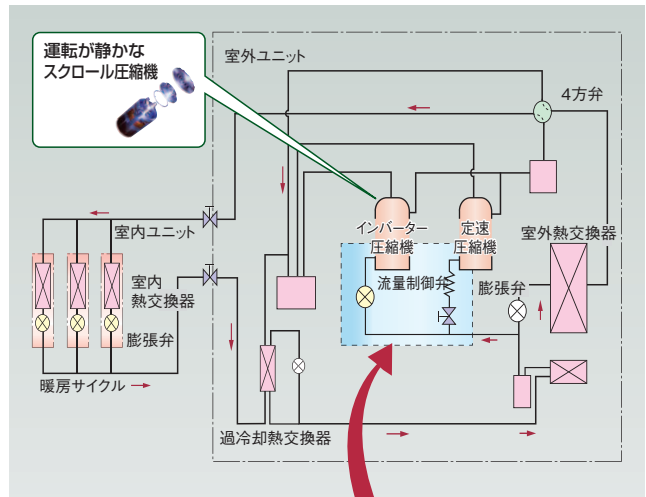 運転が静かな
スクロール圧縮機
室外ユニット
4方弁
インバーター
圧縮機
定速
圧縮機
室外熱交換器
室内ユニット
室内
熱交換器
流量制御弁
膨張弁
膨張弁
暖房サイクル
過冷却熱交換器